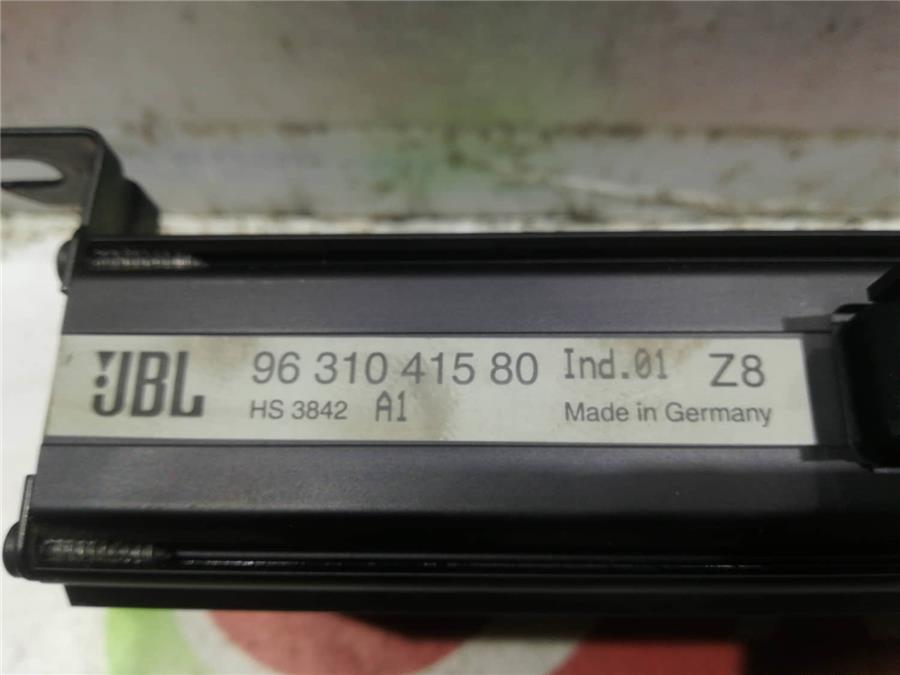 JBL 96 310 415 80 Ind.01 Z8
HS 3842 A1 Made in Germany